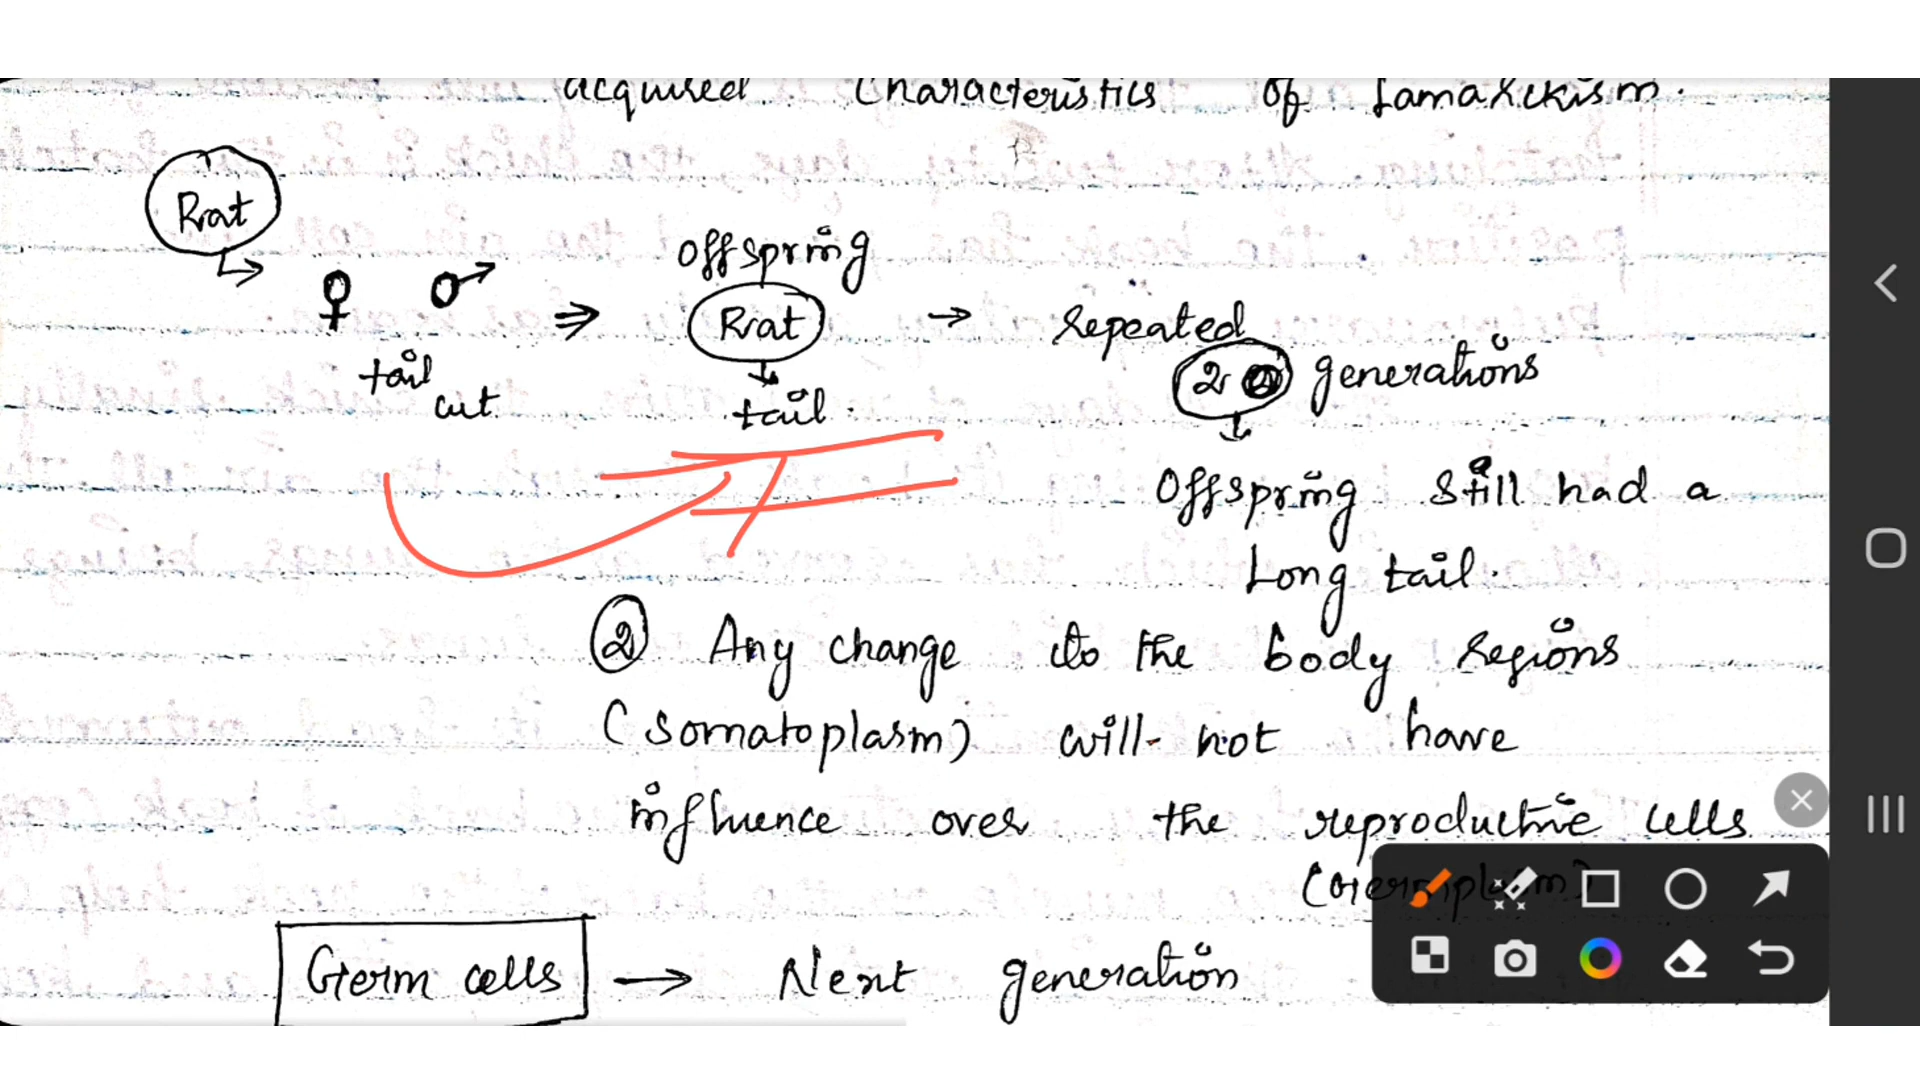 acquired characteristics of Lamarckism.
Rat
Offspring
♀ ♂ ⇒ Rat → repeated
tail cut
tail.
2 generations
Offspring still had a
Long tail.
② Any change to the body regions
(somatoplasm) will not have
influence over the reproductive cells
Germ cells → Next generation